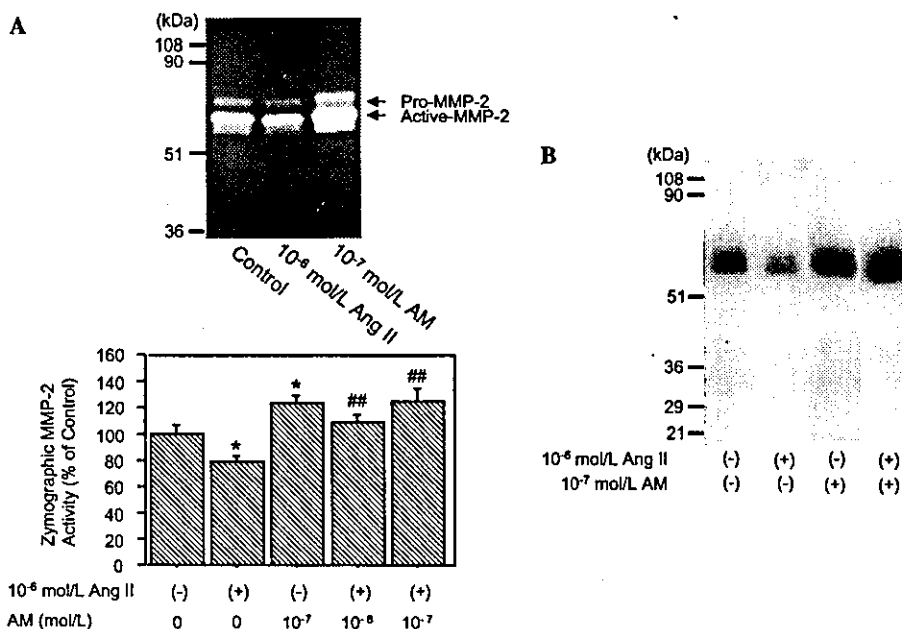 A
(kDa)
108
90
51
36
Pro-MMP-2
Active-MMP-2
Control
10⁻⁶ mol/L Ang II
10⁻⁷ mol/L AM
Zymographic MMP-2
Activity (% of Control)
160
140
120
100
80
60
40
20
0
*
*
##
##
10⁻⁶ mol/L Ang II (-) (+) (-) (+) (+)
AM (mol/L) 0 0 10⁻⁷ 10⁻⁸ 10⁻⁷
B
(kDa)
108
90
51
36
29
21
10⁻⁶ mol/L Ang II (-) (+) (-) (+)
10⁻⁷ mol/L AM (-) (-) (+) (+)